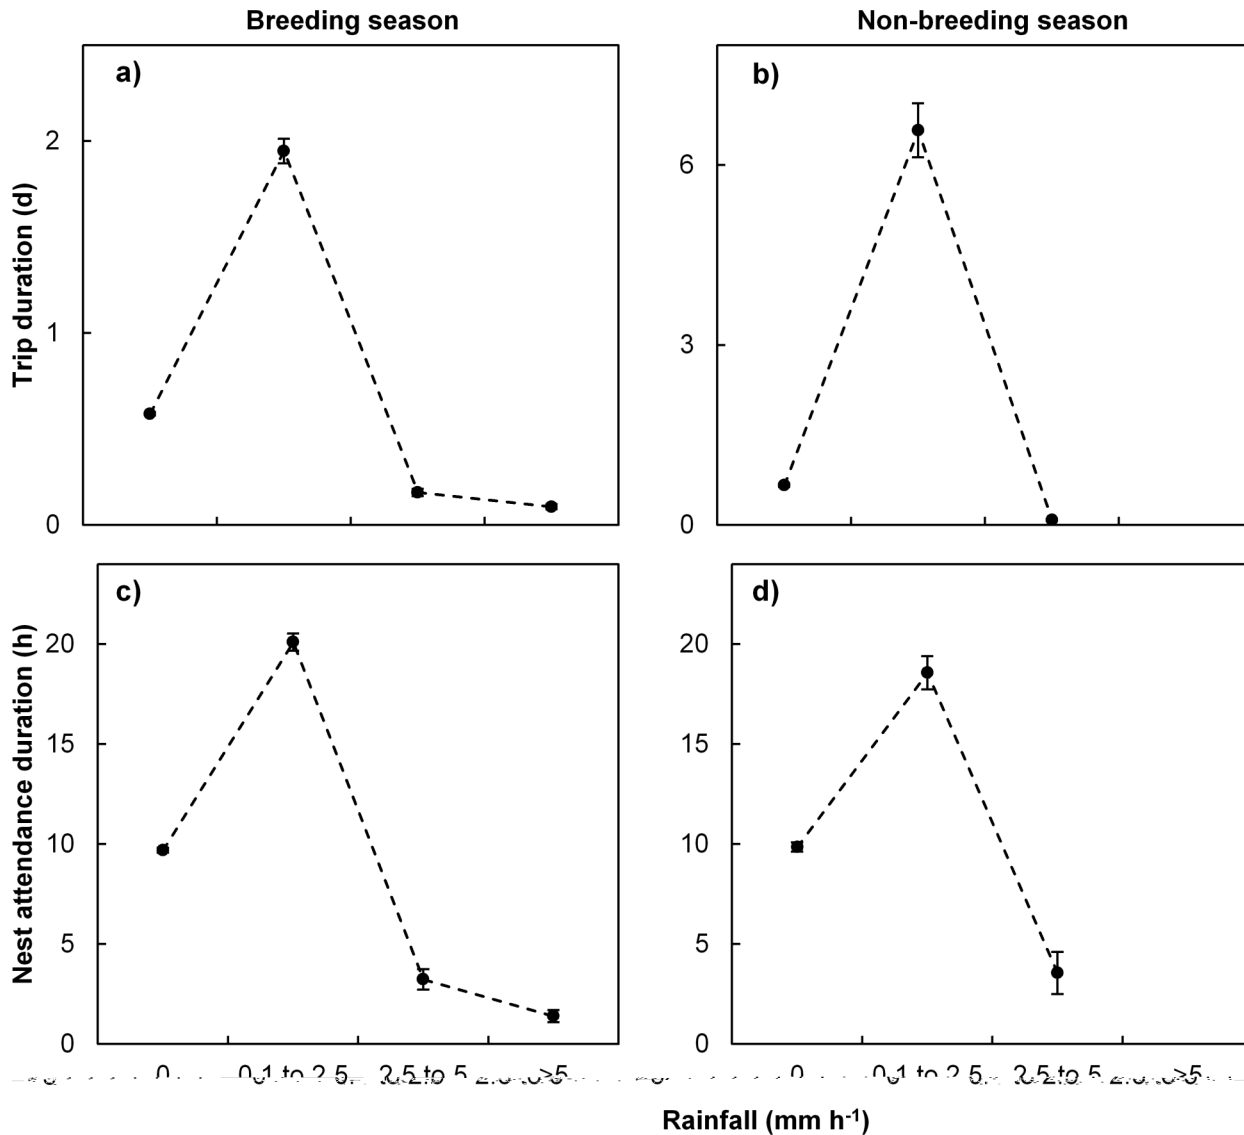 Breeding season
Non-breeding season
a)
b)
Trip duration (d)
2
1
0
6
3
0
c)
d)
Nest attendance duration (h)
20
15
10
5
0
20
15
10
5
0
Rainfall (mm h⁻¹)